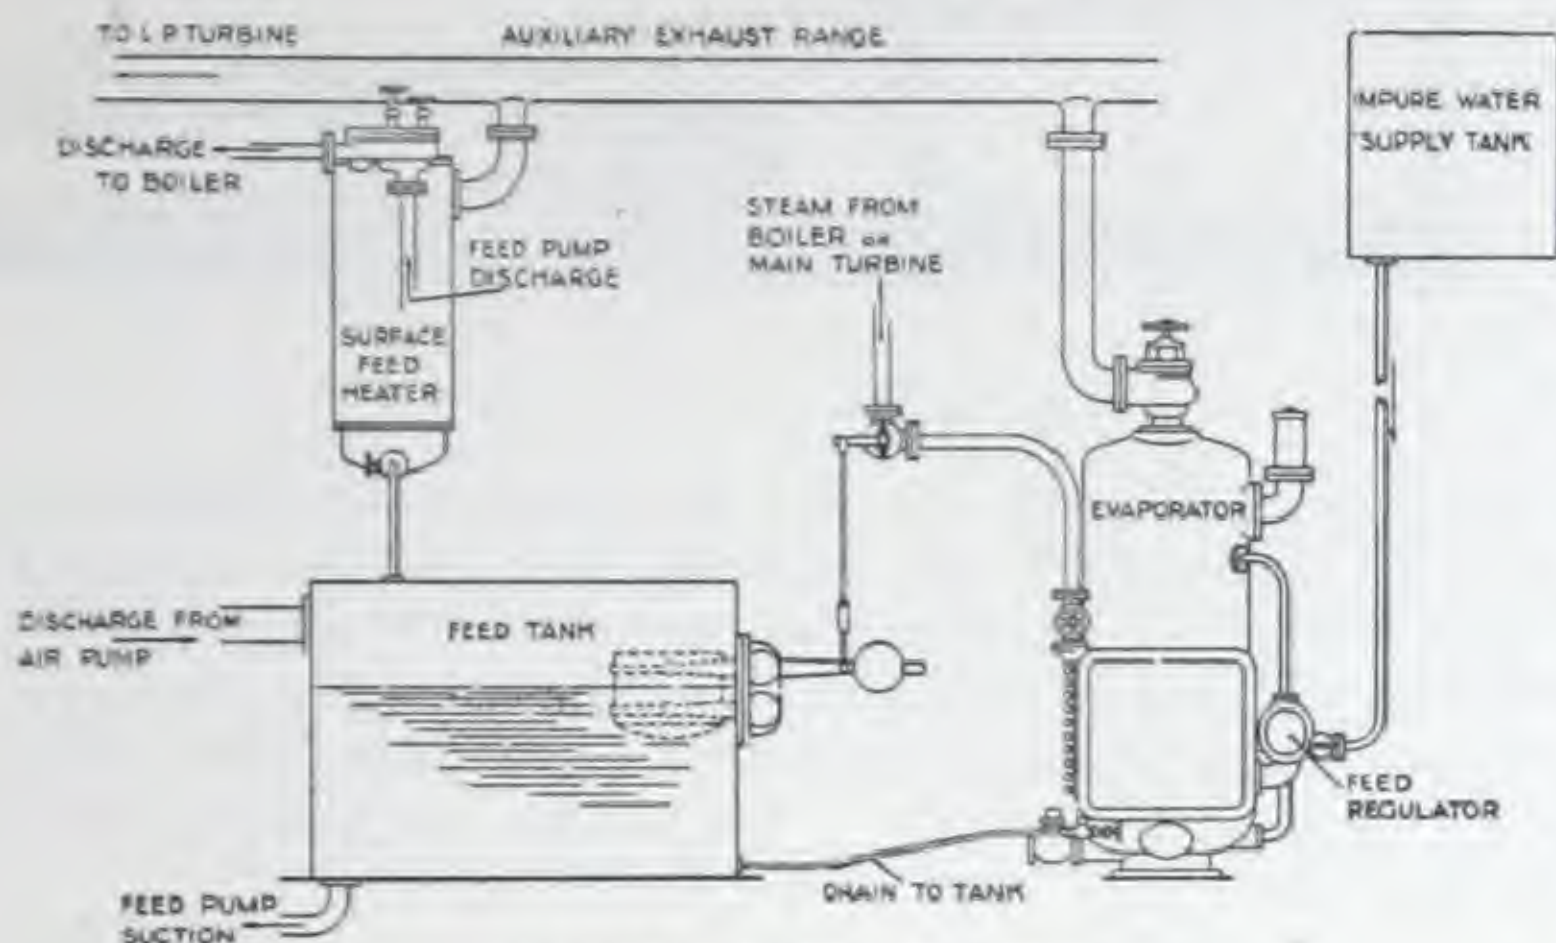 TO L P TURBINE
AUXILIARY EXHAUST RANGE
IMPURE WATER
SUPPLY TANK
DISCHARGE
TO BOILER
STEAM FROM
BOILER OR
MAIN TURBINE
FEED PUMP
DISCHARGE
SURFACE
FEED
HEATER
EVAPORATOR
DISCHARGE FROM
AIR PUMP
FEED TANK
FEED
REGULATOR
DRAIN TO TANK
FEED PUMP
SUCTION